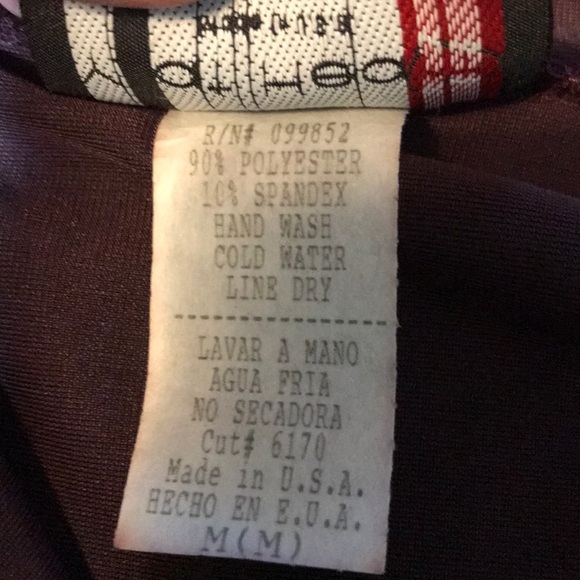 R/N# 099852
90% POLYESTER
10% SPANDEX
HAND WASH
COLD WATER
LINE DRY
LAVAR A MANO
AGUA FRIA
NO SECADORA
Cut# 6170
Made in U.S.A.
HECHO EN E.U.A.
M(M)